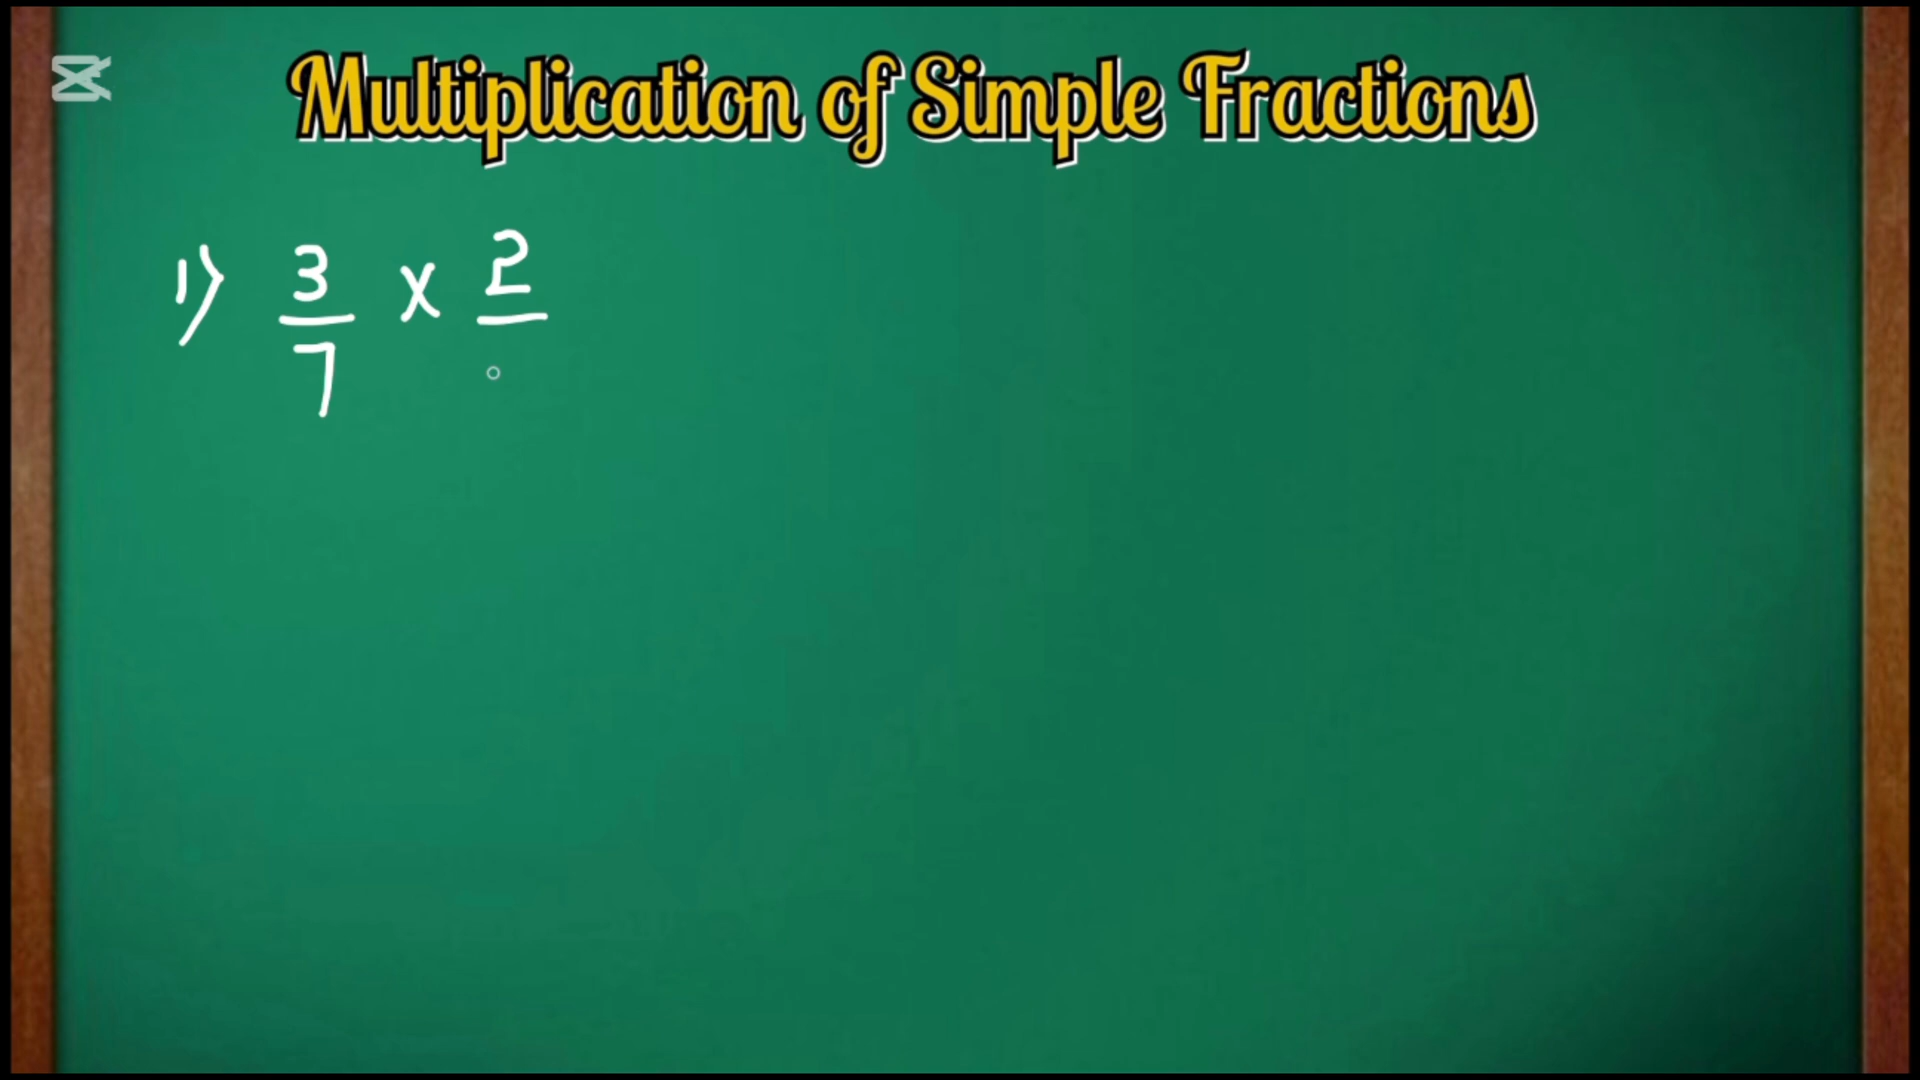 Multiplication of Simple Fractions
1) 3/7 x 2/